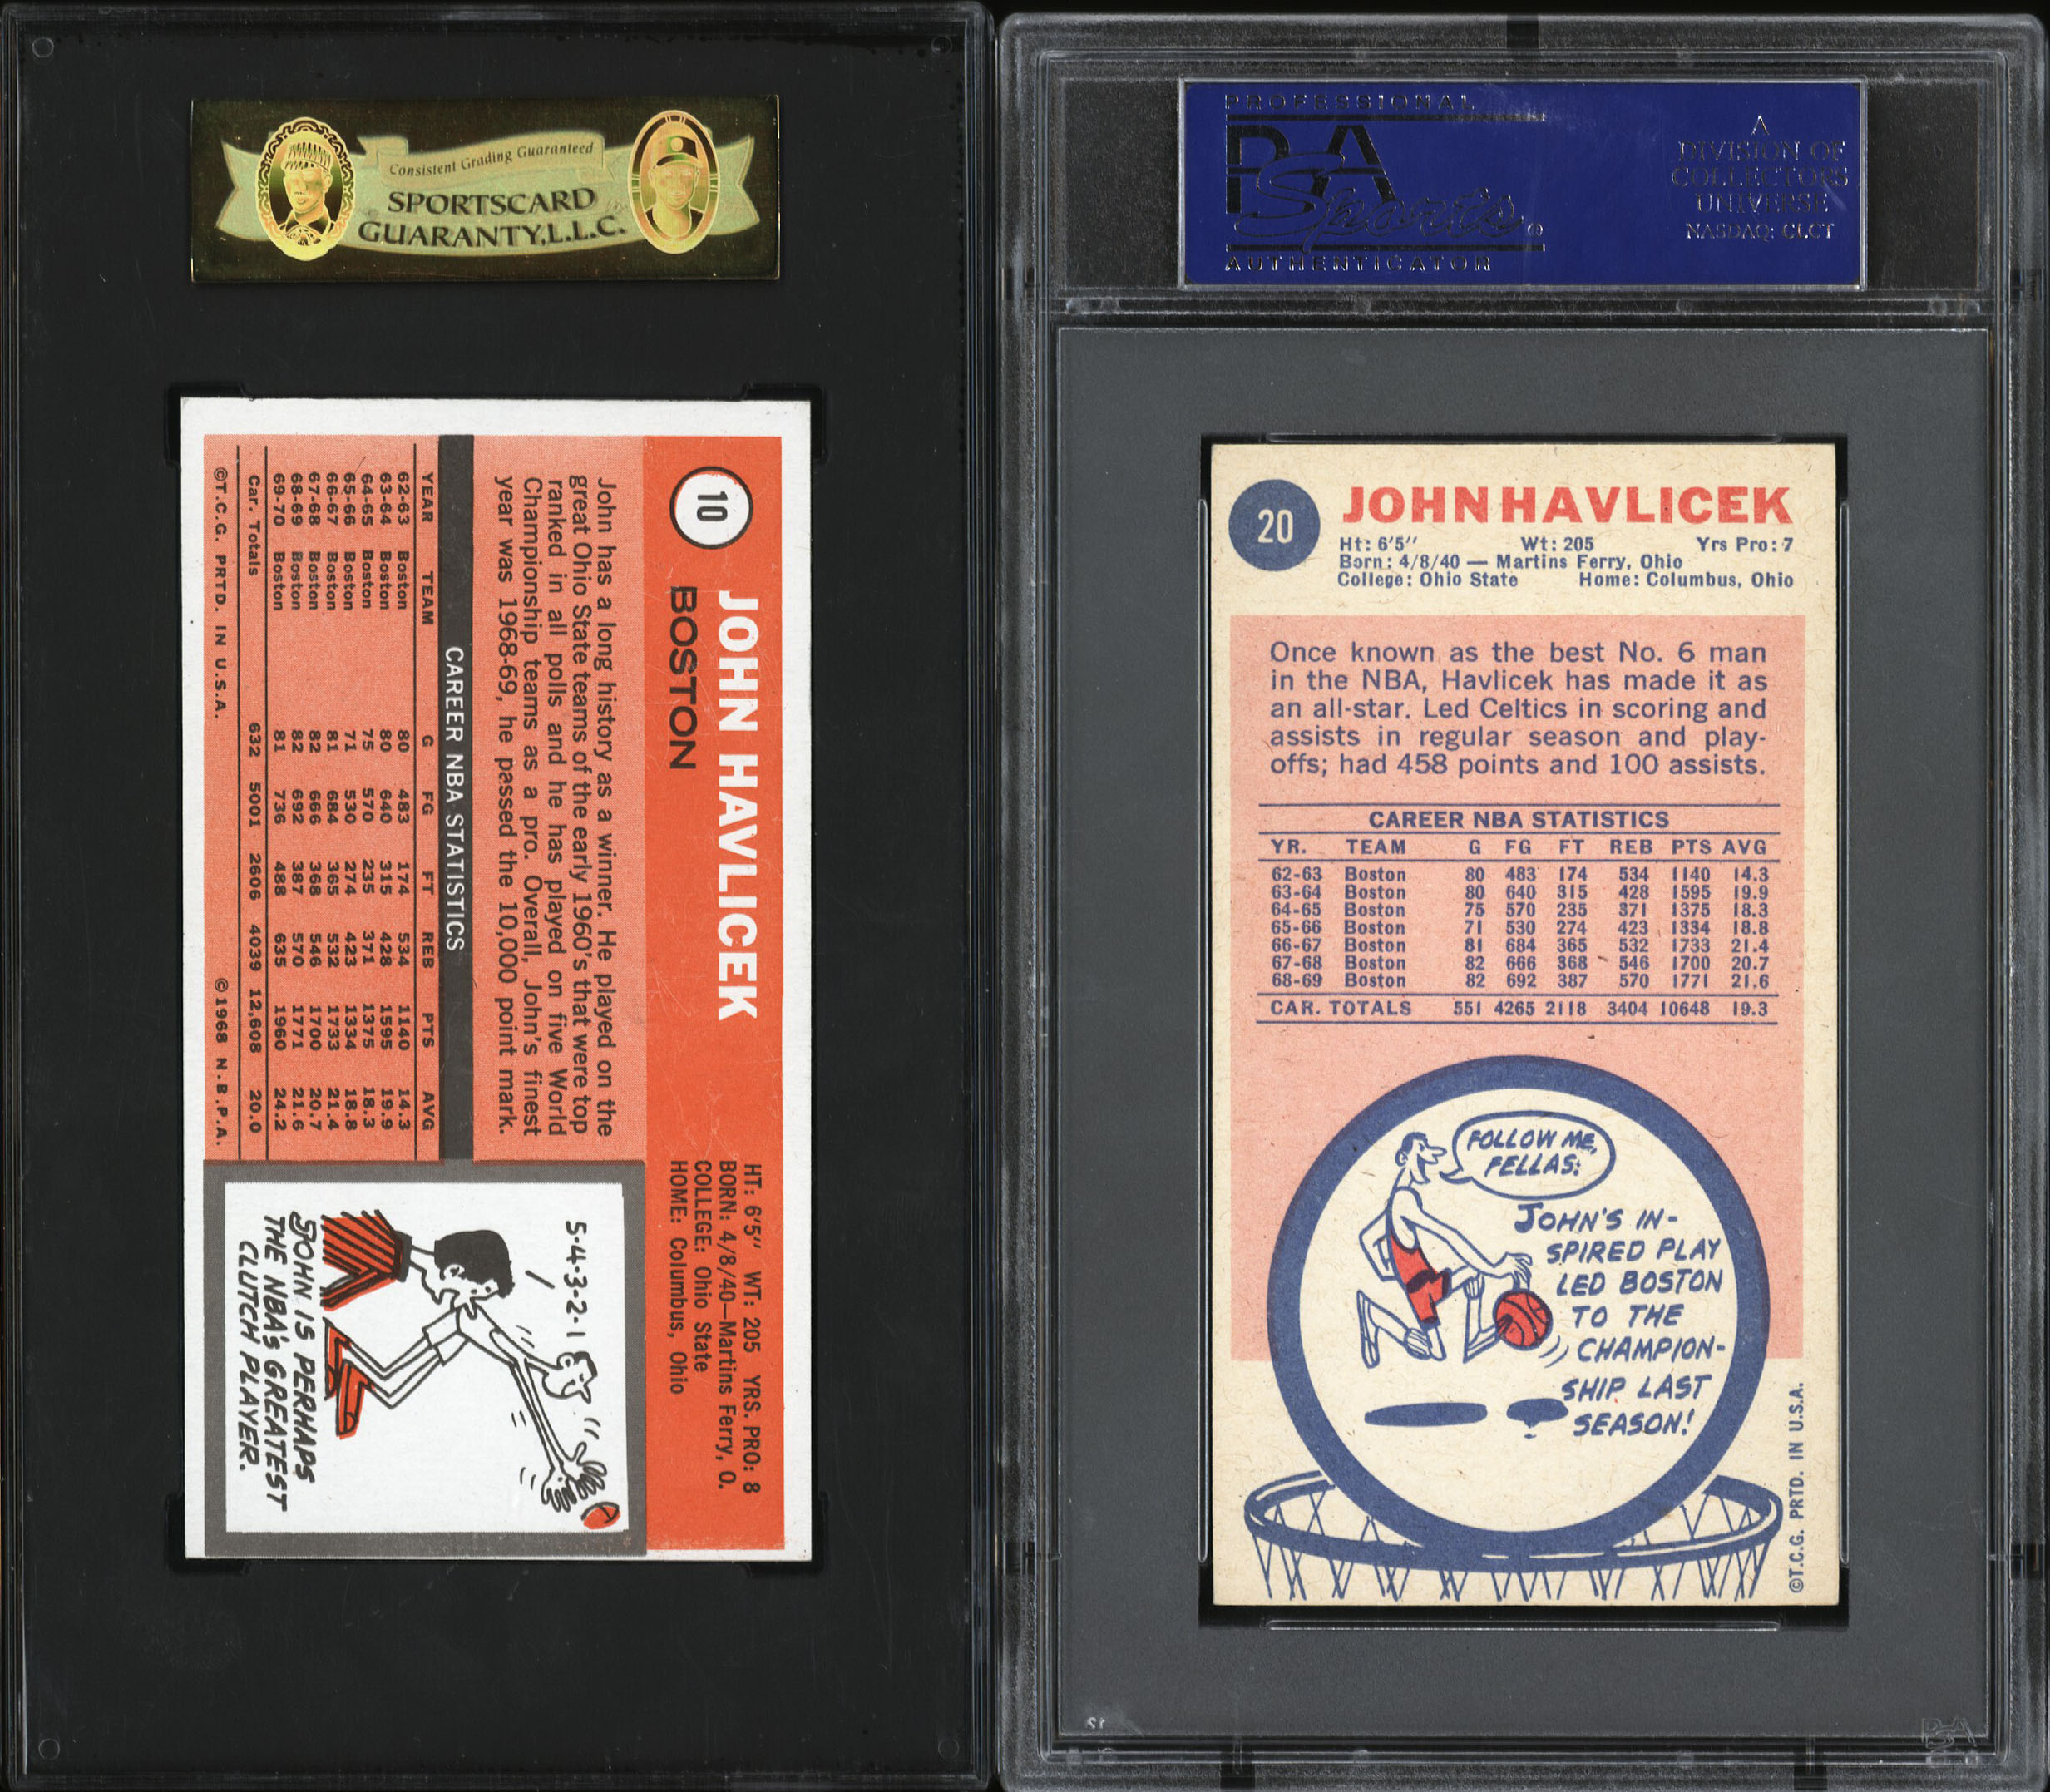 Consistent Grading Guaranteed
SPORTSCARD
GUARANTY,L.L.C.
10
JOHN HAVLICEK
BOSTON
HT: 6'5" WT: 205 YRS. PRO: 8
BORN: 4/8/40—Martins Ferry, O.
COLLEGE: Ohio State
HOME: Columbus, Ohio
John has a long history as a winner. He played on the
great Ohio State teams of the early 1960's that were top
ranked in all polls and he has played on five World
Championship teams as a pro. Overall, John's finest
year was 1968-69, he passed the 10,000 point mark.
CAREER NBA STATISTICS
YEAR TEAM G FG FT REB PTS AVG
62-63 Boston 80 483 174 534 1140 14.3
63-64 Boston 80 640 315 428 1595 19.9
64-65 Boston 75 570 235 371 1375 18.3
65-66 Boston 71 530 274 423 1334 18.8
66-67 Boston 81 684 365 532 1733 21.4
67-68 Boston 82 666 368 546 1700 20.7
68-69 Boston 82 692 387 570 1771 21.6
69-70 Boston 81 736 488 635 1960 24.2
Car. Totals 632 5001 2606 4039 12,608 20.0
©T.C.G. PRTD. IN U.S.A. ©1968 N.B.P.A.
5-4-3-2-1
JOHN IS PERHAPS
THE NBA'S GREATEST
CLUTCH PLAYER.
PROFESSIONAL
PSA
Sports®
AUTHENTICATOR
A
DIVISION OF
COLLECTORS
UNIVERSE
NASDAQ: CLCT
20
JOHN HAVLICEK
Ht: 6'5" Wt: 205 Yrs Pro: 7
Born: 4/8/40 — Martins Ferry, Ohio
College: Ohio State Home: Columbus, Ohio
Once known as the best No. 6 man
in the NBA, Havlicek has made it as
an all-star. Led Celtics in scoring and
assists in regular season and play-
offs; had 458 points and 100 assists.
CAREER NBA STATISTICS
YR. TEAM G FG FT REB PTS AVG
62-63 Boston 80 483 174 534 1140 14.3
63-64 Boston 80 640 315 428 1595 19.9
64-65 Boston 75 570 235 371 1375 18.3
65-66 Boston 71 530 274 423 1334 18.8
66-67 Boston 81 684 365 532 1733 21.4
67-68 Boston 82 666 368 546 1700 20.7
68-69 Boston 82 692 387 570 1771 21.6
CAR. TOTALS 551 4265 2118 3404 10648 19.3
FOLLOW ME,
FELLAS:
JOHN'S IN-
SPIRED PLAY
LED BOSTON
TO THE
CHAMPION-
SHIP LAST
SEASON!
©T.C.G. PRTD. IN U.S.A.
PSA